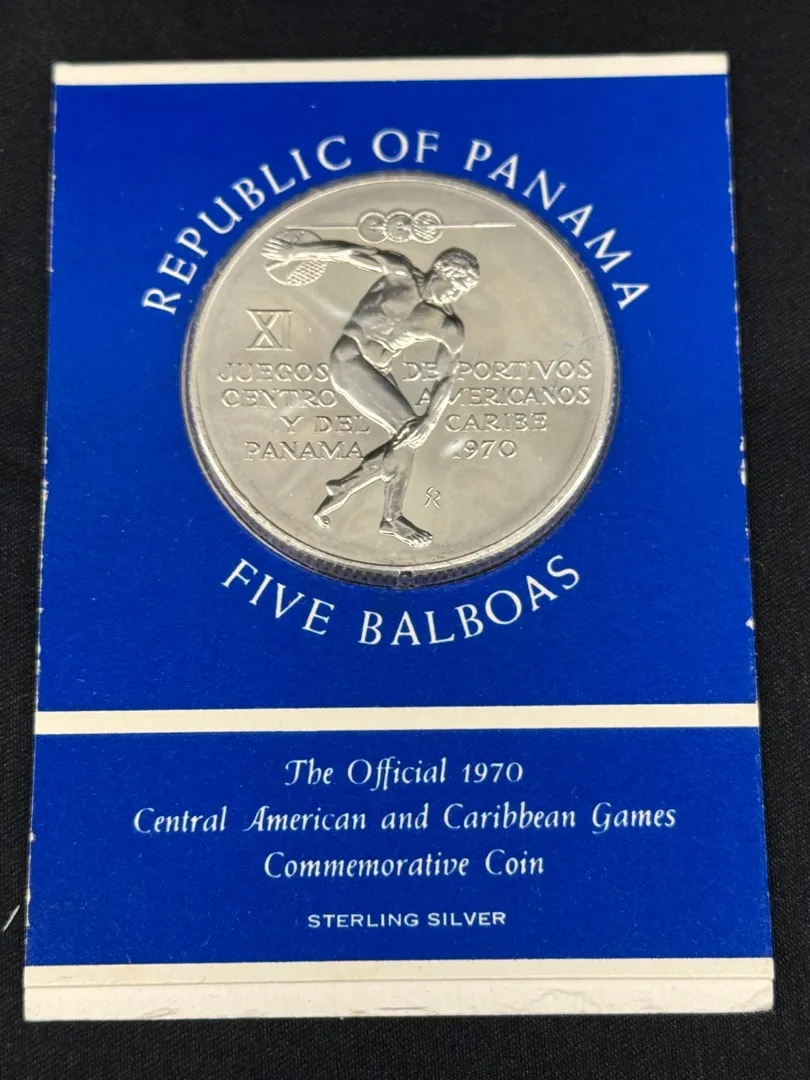 REPUBLIC OF PANAMA
XI
JUEGOS DEPORTIVOS
CENTRO AMERICANOS
Y DEL CARIBE
PANAMA 1970
FIVE BALBOAS
The Official 1970
Central American and Caribbean Games
Commemorative Coin
STERLING SILVER